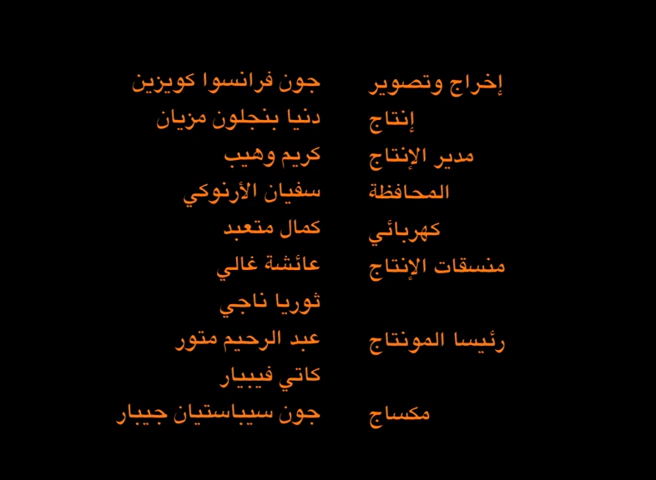 إخراج وتصوير جون فرانسوا كويزين
إنتاج دنيا بنجلون مزيان
مدير الإنتاج كريم وهيب
المحافظة سفيان الأرنوكي
كهربائي كمال متعبد
منسقات الإنتاج عائشة غالي
ثوريا ناجي
رئيسا المونتاج عبد الرحيم متور
كاتي فيبيار
مكساج جون سيباستيان جيبار